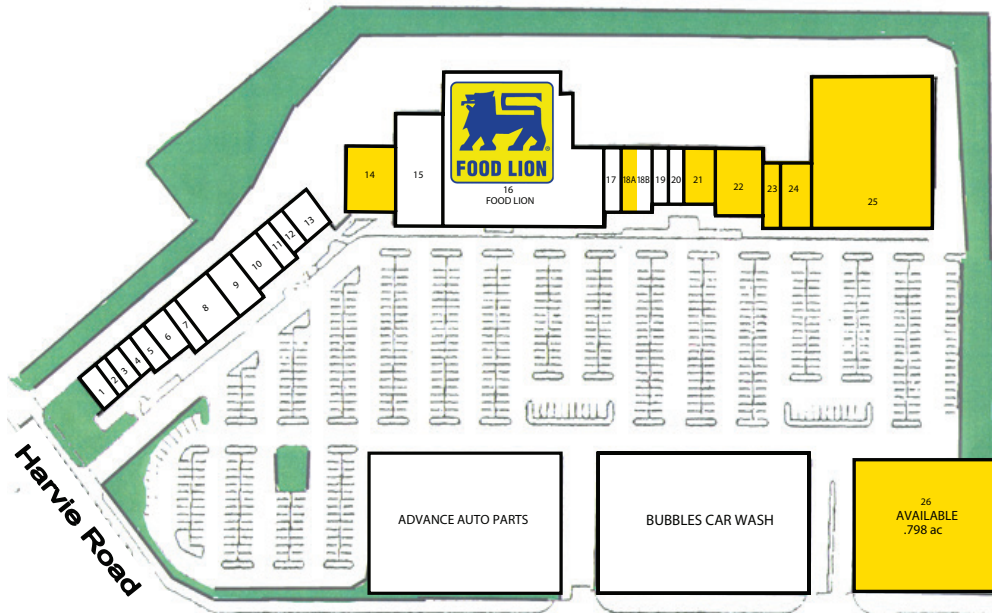 FOOD LION
®
16
FOOD LION
14
15
17
18A
18B
19
20
21
22
23
24
25
13
12
11
10
9
8
7
6
5
4
3
2
1
Harvie Road
ADVANCE AUTO PARTS
BUBBLES CAR WASH
26
AVAILABLE
.798 ac